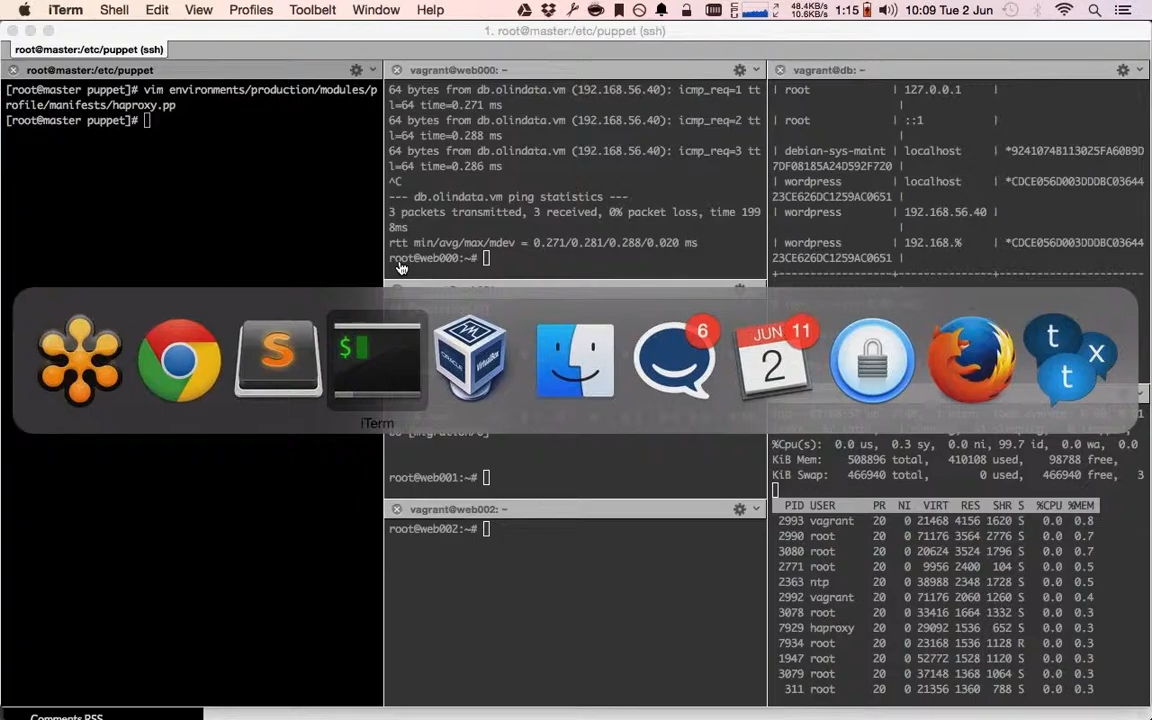 iTerm Shell Edit View Profiles Toolbelt Window Help
48.4KB/s
10.6KB/s
1:15
10:09 Tue 2 Jun
1. root@master:/etc/puppet (ssh)
root@master:/etc/puppet (ssh)
root@master:/etc/puppet
[root@master puppet]# vim environments/production/modules/p
rofile/manifests/haproxy.pp
[root@master puppet]#
vagrant@web000: ~
64 bytes from db.olindata.vm (192.168.56.40): icmp_req=1 tt
l=64 time=0.271 ms
64 bytes from db.olindata.vm (192.168.56.40): icmp_req=2 tt
l=64 time=0.288 ms
64 bytes from db.olindata.vm (192.168.56.40): icmp_req=3 tt
l=64 time=0.286 ms
^C
--- db.olindata.vm ping statistics ---
3 packets transmitted, 3 received, 0% packet loss, time 199
8ms
rtt min/avg/max/mdev = 0.271/0.281/0.288/0.020 ms
root@web000:~#
root@web001:~#
vagrant@web002: ~
root@web002:~#
vagrant@db: ~
| root | 127.0.0.1
|
| root | ::1
|
| debian-sys-maint | localhost | *9241074B113025FA60B9D
7DF08185A24D592F720 |
| wordpress | localhost | *CDCE056D003DDDBC03644
23CE626DC1259AC0651 |
| wordpress | 192.168.56.40 |
|
| wordpress | 192.168.% | *CDCE056D003DDDBC03644
23CE626DC1259AC0651 |
$
ORACLE
VirtualBox
6
JUN
2
11
t
x
t
iTerm
%Cpu(s): 0.0 us, 0.3 sy, 0.0 ni, 99.7 id, 0.0 wa, 0.0
KiB Mem: 508896 total, 410108 used, 98788 free,
KiB Swap: 466940 total, 0 used, 466940 free, 3
PID USER PR NI VIRT RES SHR S %CPU %MEM
2993 vagrant 20 0 21468 4156 1620 S 0.0 0.8
2990 root 20 0 71176 3564 2776 S 0.0 0.7
3080 root 20 0 20624 3524 1796 S 0.0 0.7
2771 root 20 0 9956 2400 104 S 0.0 0.5
2363 ntp 20 0 38988 2348 1728 S 0.0 0.5
2992 vagrant 20 0 71176 2060 1260 S 0.0 0.4
3078 root 20 0 33416 1664 1332 S 0.0 0.3
7929 haproxy 20 0 29092 1536 652 S 0.0 0.3
7934 root 20 0 23168 1536 1128 R 0.0 0.3
1947 root 20 0 52772 1528 1120 S 0.0 0.3
3079 root 20 0 37148 1368 1064 S 0.0 0.3
311 root 20 0 21356 1360 788 S 0.0 0.3
Comments RSS